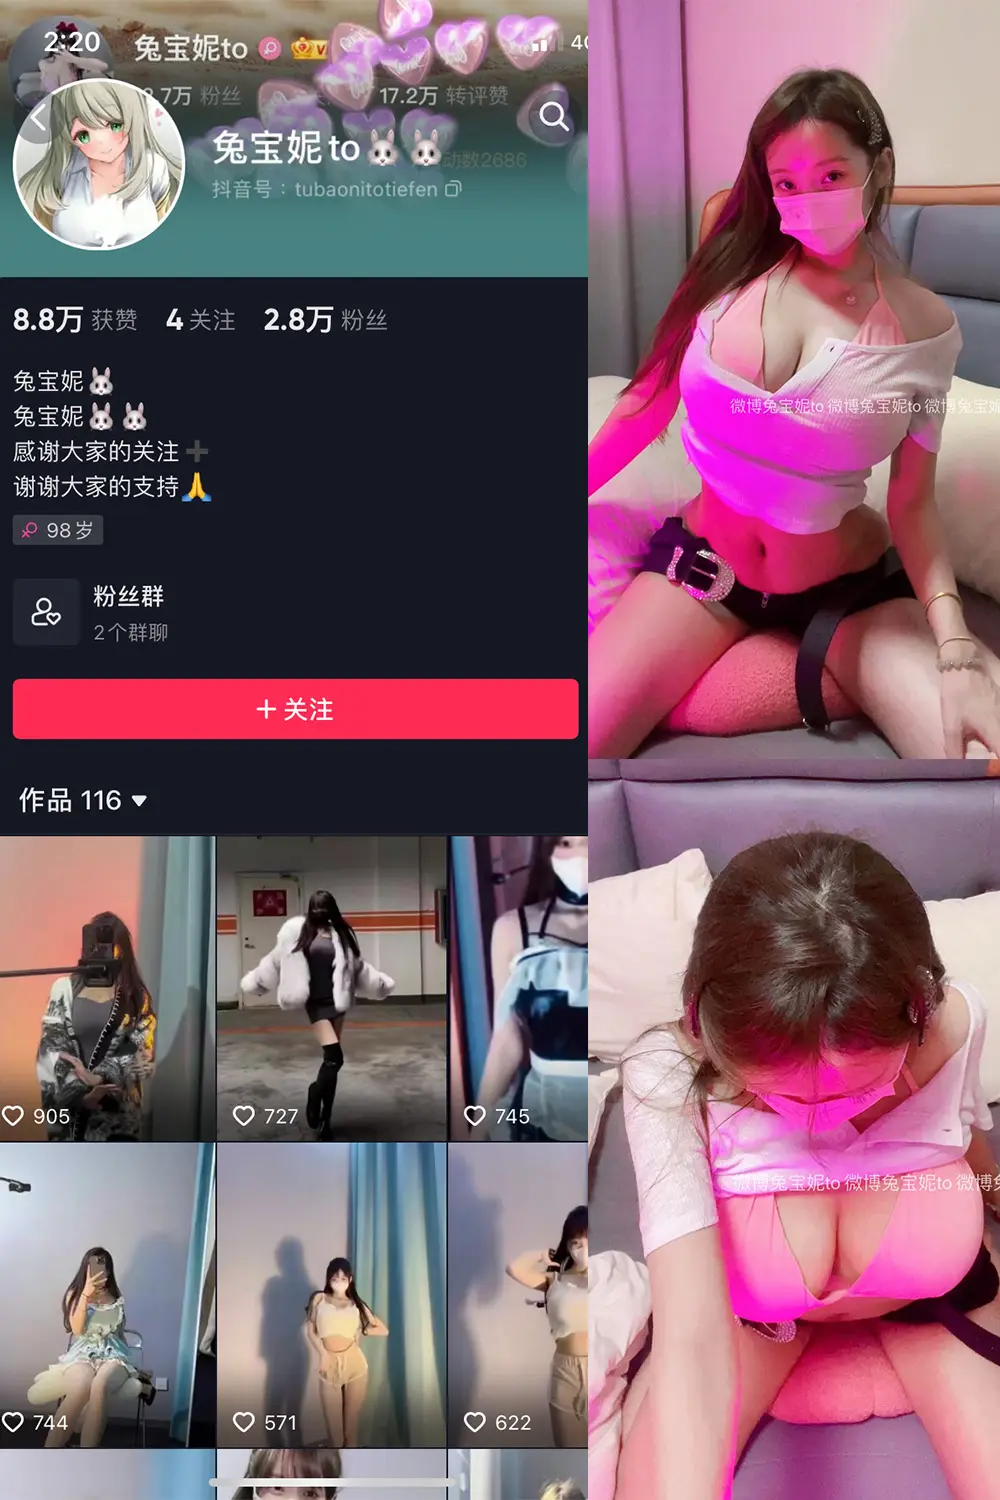 2:20
兔宝妮to
4G
.7万 粉丝
17.2万 转评赞
兔宝妮to🐰🐰
动数2686
抖音号：tubaonitotiefen
8.8万 获赞 4 关注 2.8万 粉丝
兔宝妮🐰
兔宝妮🐰🐰
感谢大家的关注➕
谢谢大家的支持🙏
98岁
粉丝群
2个群聊
+ 关注
作品 116
905
727
745
744
571
622
微博兔宝妮to 微博兔宝妮to 微博兔宝妮
微博兔宝妮to 微博兔宝妮to 微博